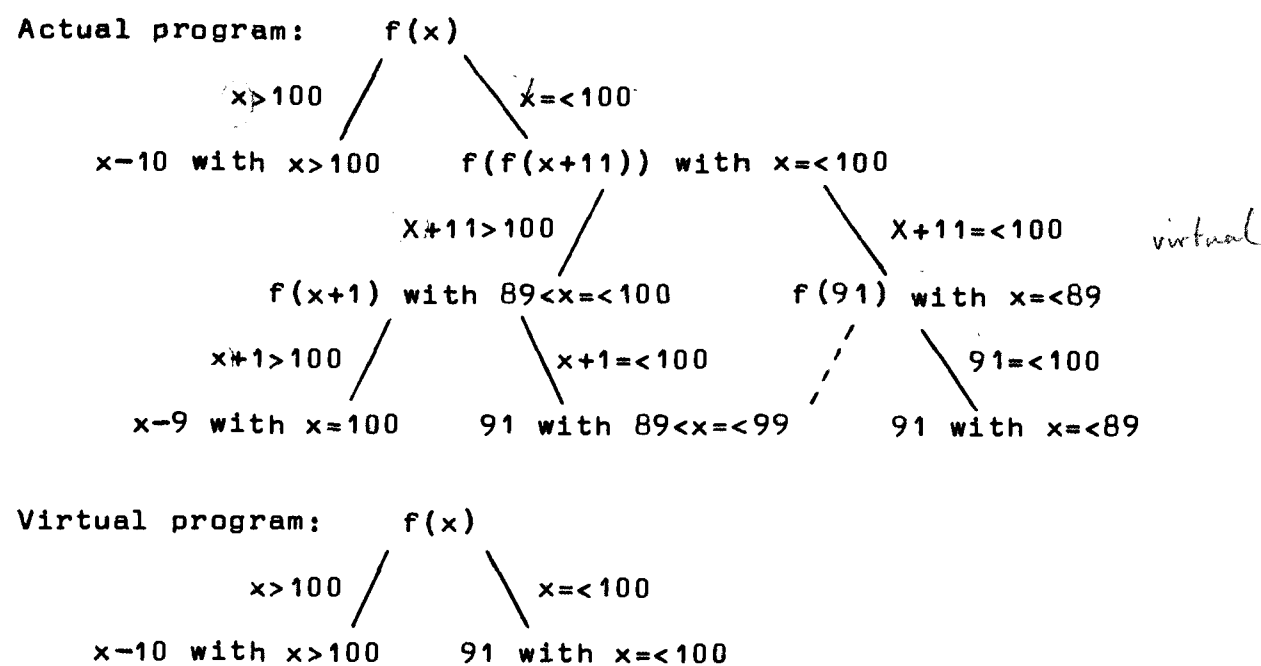 Actual program: f(x)
x>100 x=<100
x-10 with x>100 f(f(x+11)) with x=<100
X+11>100 X+11=<100 virtual
f(x+1) with 89<x=<100 f(91) with x=<89
x+1>100 x+1=<100 91=<100
x-9 with x=100 91 with 89<x=<99 91 with x=<89
Virtual program: f(x)
x>100 x=<100
x-10 with x>100 91 with x=<100